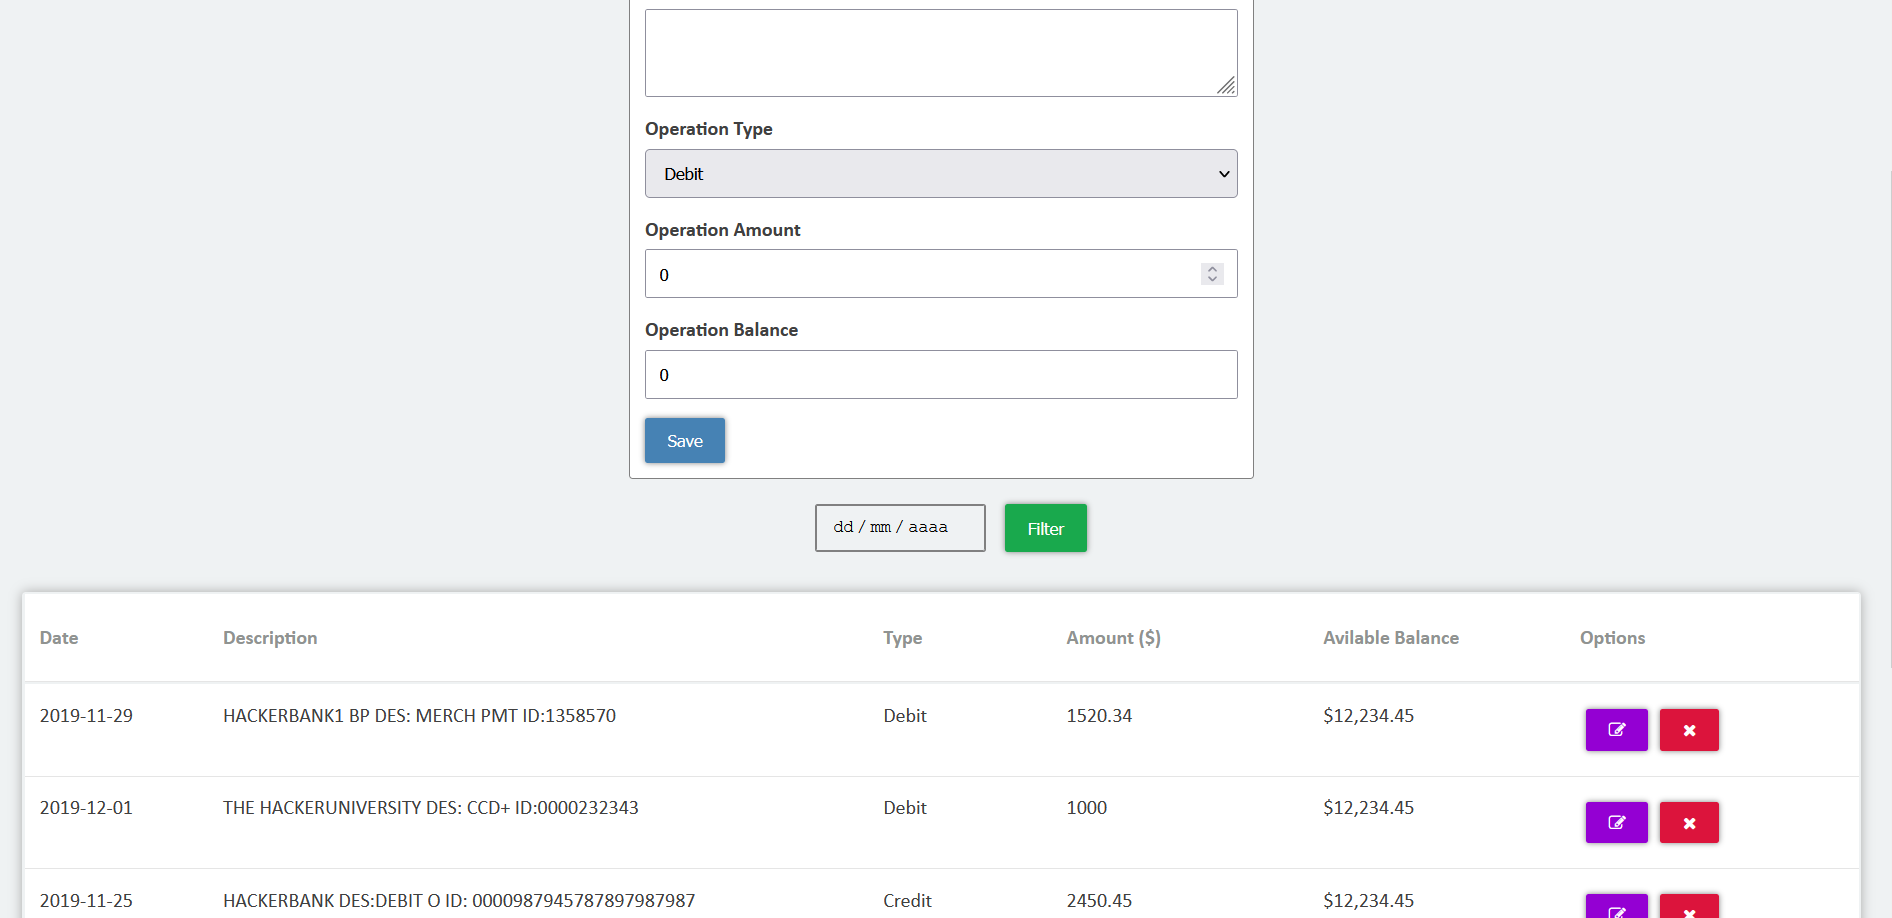 Operation Type
Debit
Operation Amount
0
Operation Balance
0
Save
dd / mm / aaaa Filter
Date Description Type Amount ($) Avilable Balance Options
2019-11-29 HACKERBANK1 BP DES: MERCH PMT ID:1358570 Debit 1520.34 $12,234.45
2019-12-01 THE HACKERUNIVERSITY DES: CCD+ ID:0000232343 Debit 1000 $12,234.45
2019-11-25 HACKERBANK DES:DEBIT O ID: 0000987945787897987987 Credit 2450.45 $12,234.45